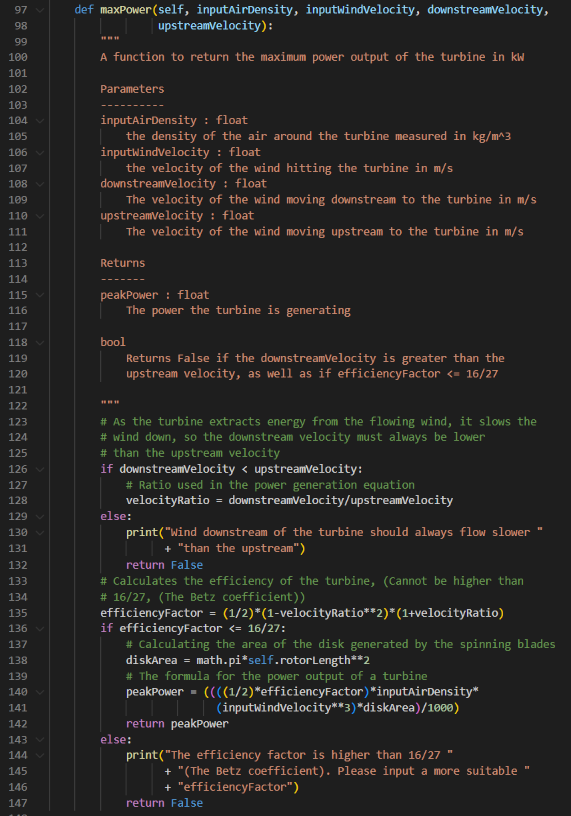 97 def maxPower(self, inputAirDensity, inputWindVelocity, downstreamVelocity,
98 upstreamVelocity):
99 """
100 A function to return the maximum power output of the turbine in kW
101
102 Parameters
103 ----------
104 inputAirDensity : float
105 the density of the air around the turbine measured in kg/m^3
106 inputWindVelocity : float
107 the velocity of the wind hitting the turbine in m/s
108 downstreamVelocity : float
109 The velocity of the wind moving downstream to the turbine in m/s
110 upstreamVelocity : float
111 The velocity of the wind moving upstream to the turbine in m/s
112
113 Returns
114 -------
115 peakPower : float
116 The power the turbine is generating
117
118 bool
119 Returns False if the downstreamVelocity is greater than the
120 upstream velocity, as well as if efficiencyFactor <= 16/27
121
122 """
123 # As the turbine extracts energy from the flowing wind, it slows the
124 # wind down, so the downstream velocity must always be lower
125 # than the upstream velocity
126 if downstreamVelocity < upstreamVelocity:
127 # Ratio used in the power generation equation
128 velocityRatio = downstreamVelocity/upstreamVelocity
129 else:
130 print("Wind downstream of the turbine should always flow slower "
131 + "than the upstream")
132 return False
133 # Calculates the efficiency of the turbine, (Cannot be higher than
134 # 16/27, (The Betz coefficient))
135 efficiencyFactor = (1/2)*(1-velocityRatio**2)*(1+velocityRatio)
136 if efficiencyFactor <= 16/27:
137 # Calculating the area of the disk generated by the spinning blades
138 diskArea = math.pi*self.rotorLength**2
139 # The formula for the power output of a turbine
140 peakPower = ((((1/2)*efficiencyFactor)*inputAirDensity*
141 (inputWindVelocity**3)*diskArea)/1000)
142 return peakPower
143 else:
144 print("The efficiency factor is higher than 16/27 "
145 + "(The Betz coefficient). Please input a more suitable "
146 + "efficiencyFactor")
147 return False